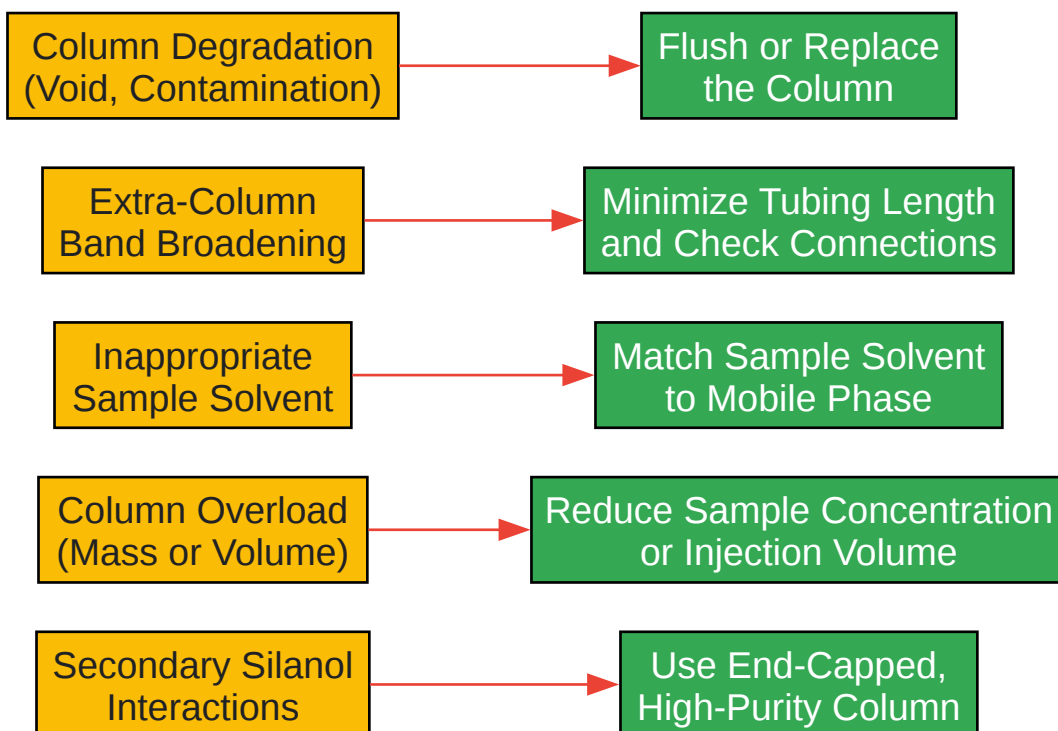 Column Degradation
(Void, Contamination)
Flush or Replace
the Column
Extra-Column
Band Broadening
Minimize Tubing Length
and Check Connections
Inappropriate
Sample Solvent
Match Sample Solvent
to Mobile Phase
Column Overload
(Mass or Volume)
Reduce Sample Concentration
or Injection Volume
Secondary Silanol
Interactions
Use End-Capped,
High-Purity Column